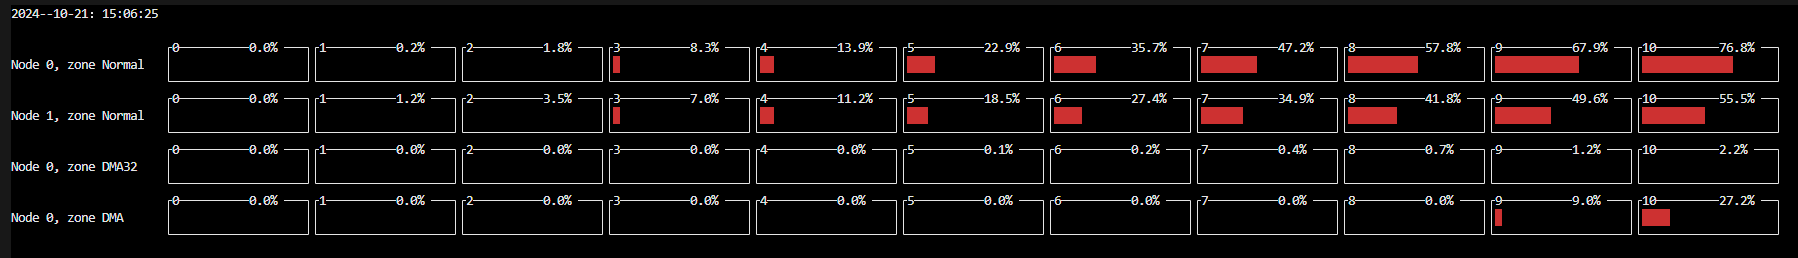 2024--10-21: 15:06:25
0 0.0% 1 0.2% 2 1.8% 3 8.3% 4 13.9% 5 22.9% 6 35.7% 7 47.2% 8 57.8% 9 67.9% 10 76.8%
Node 0, zone Normal
0 0.0% 1 1.2% 2 3.5% 3 7.0% 4 11.2% 5 18.5% 6 27.4% 7 34.9% 8 41.8% 9 49.6% 10 55.5%
Node 1, zone Normal
0 0.0% 1 0.0% 2 0.0% 3 0.0% 4 0.0% 5 0.1% 6 0.2% 7 0.4% 8 0.7% 9 1.2% 10 2.2%
Node 0, zone DMA32
0 0.0% 1 0.0% 2 0.0% 3 0.0% 4 0.0% 5 0.0% 6 0.0% 7 0.0% 8 0.0% 9 9.0% 10 27.2%
Node 0, zone DMA